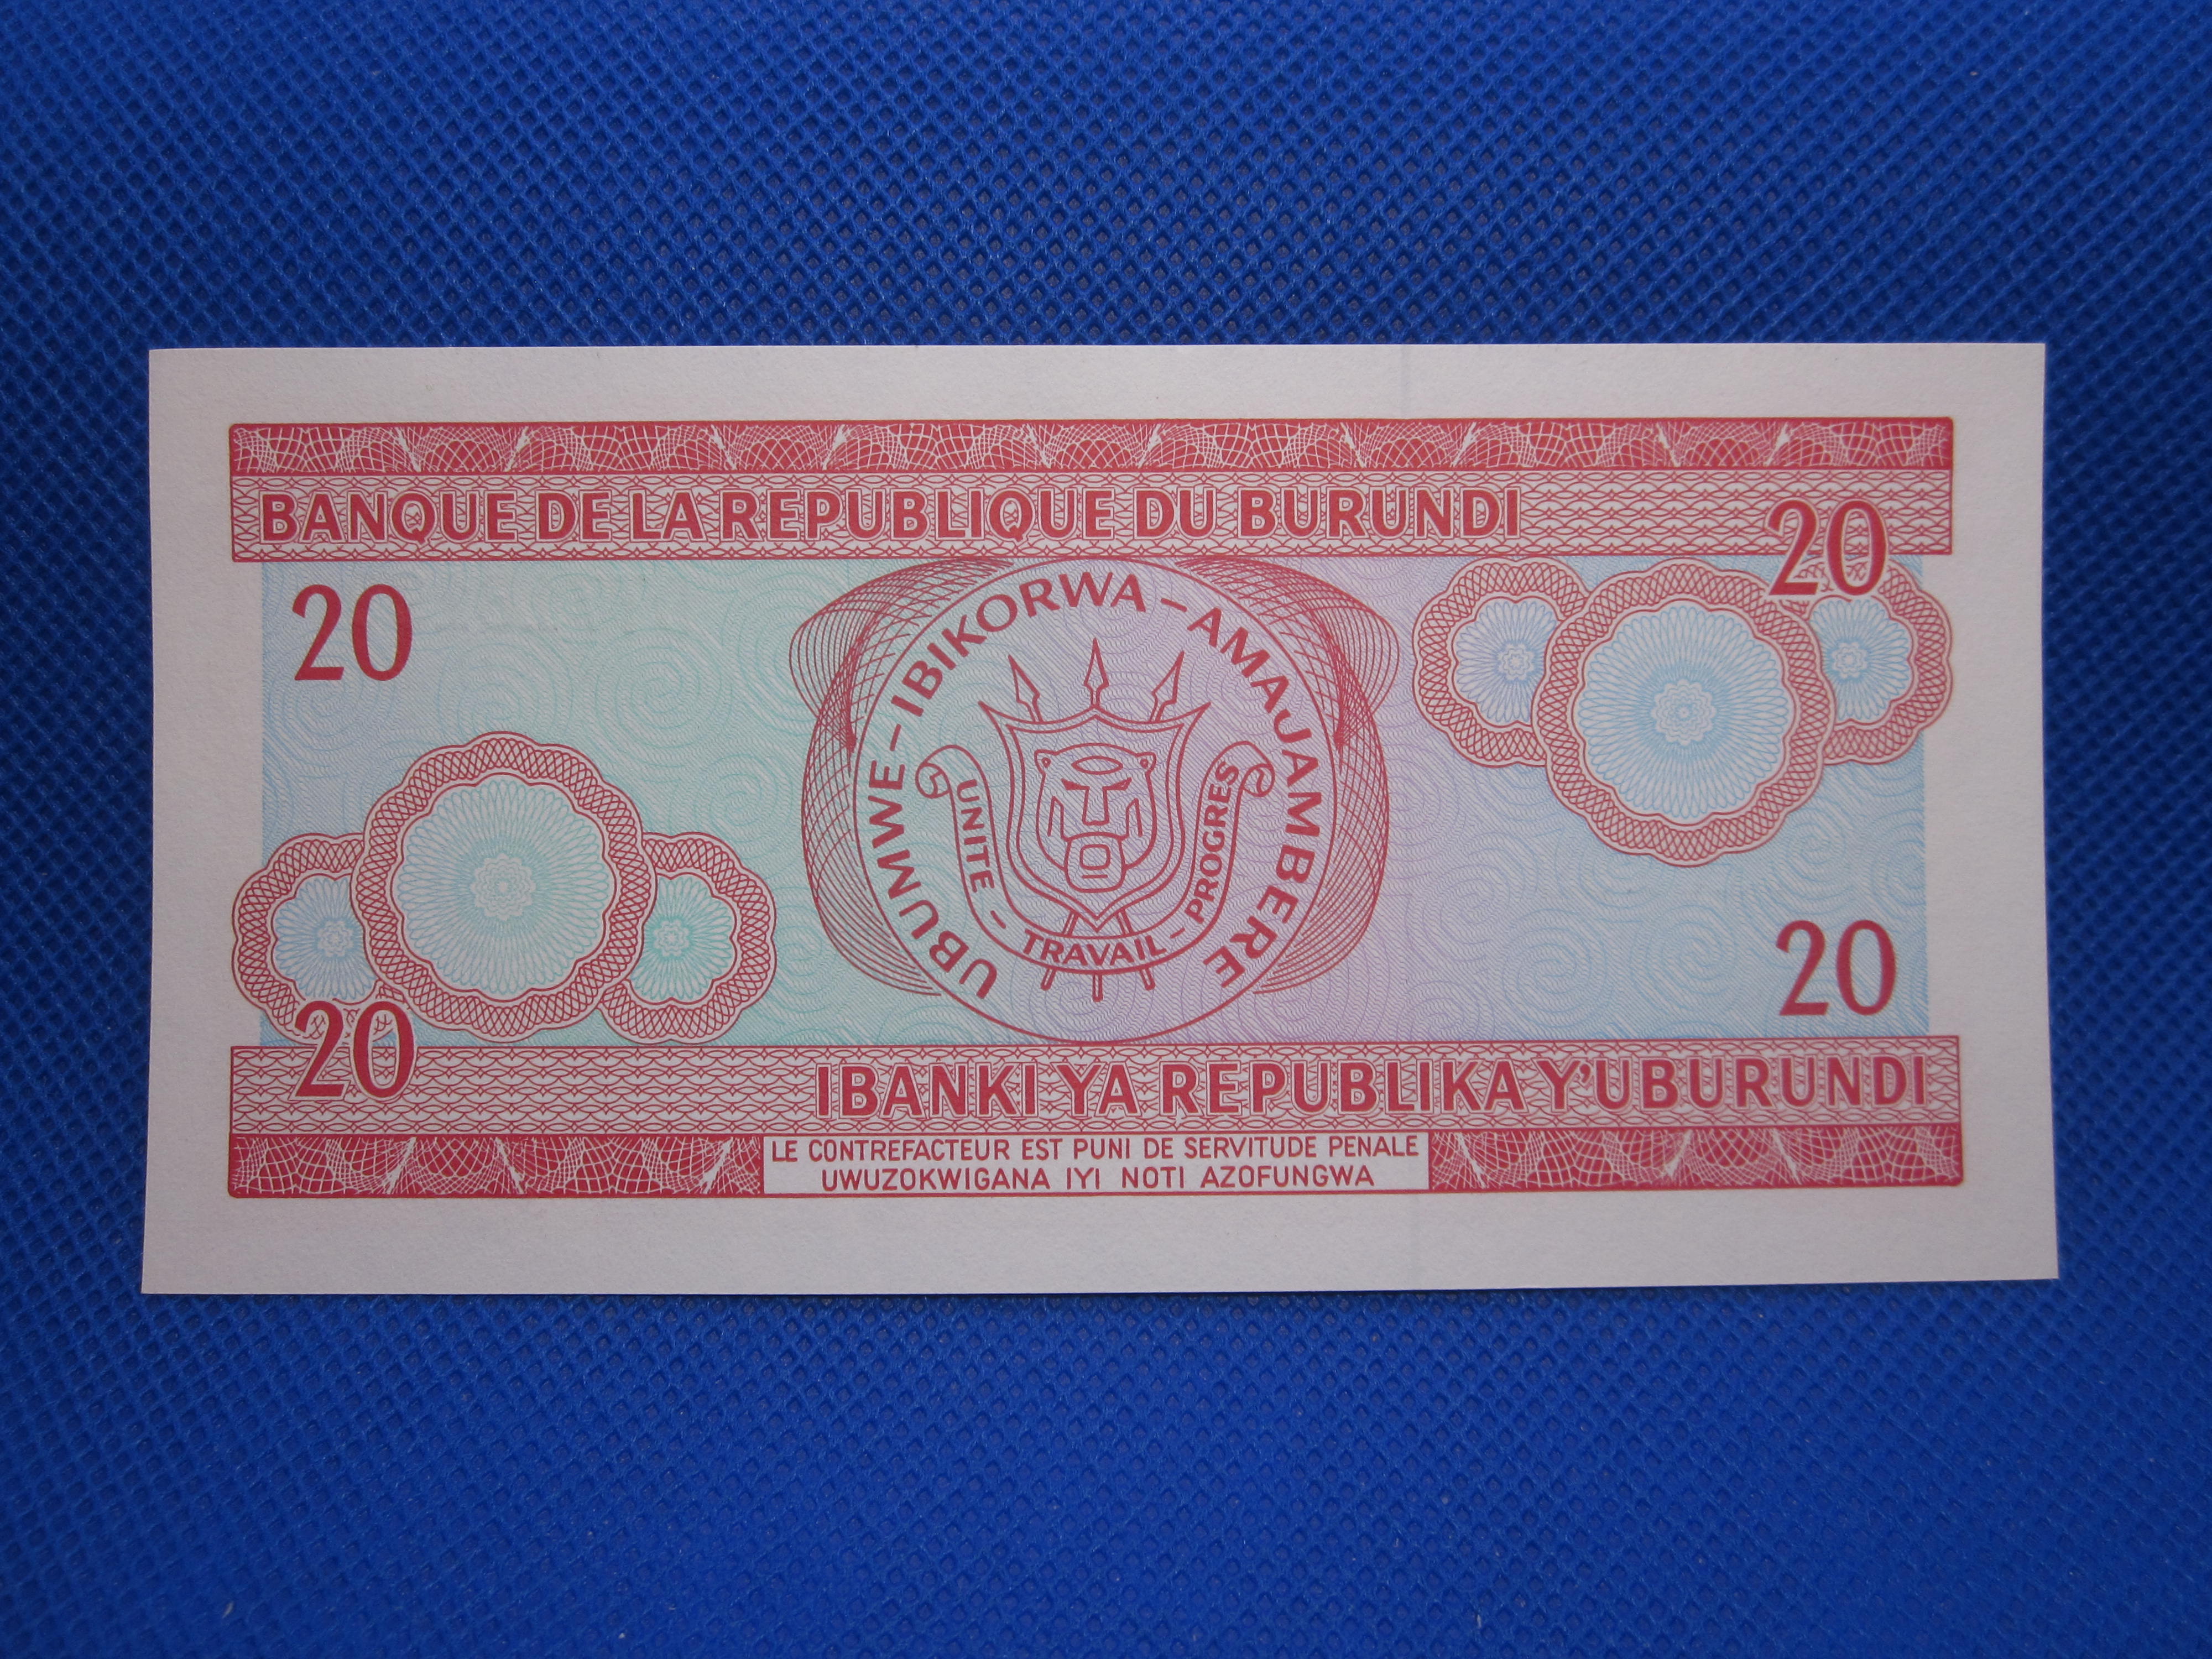 BANQUE DE LA REPUBLIQUE DU BURUNDI
20
20
UBUMWE - IBIKORWA - AMAJAMBERE
UNITE - TRAVAIL - PROGRES
20
20
IBANKI YA REPUBLIKA Y'UBURUNDI
LE CONTREFACTEUR EST PUNI DE SERVITUDE PENALE
UWUZOKWIGANA IYI NOTI AZOFUNGWA